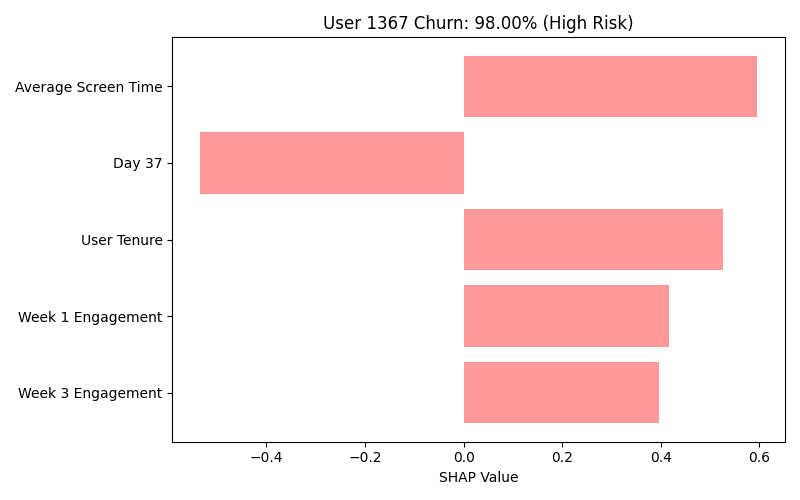 User 1367 Churn: 98.00% (High Risk)
Average Screen Time
Day 37
User Tenure
Week 1 Engagement
Week 3 Engagement
−0.4 −0.2 0.0 0.2 0.4 0.6
SHAP Value